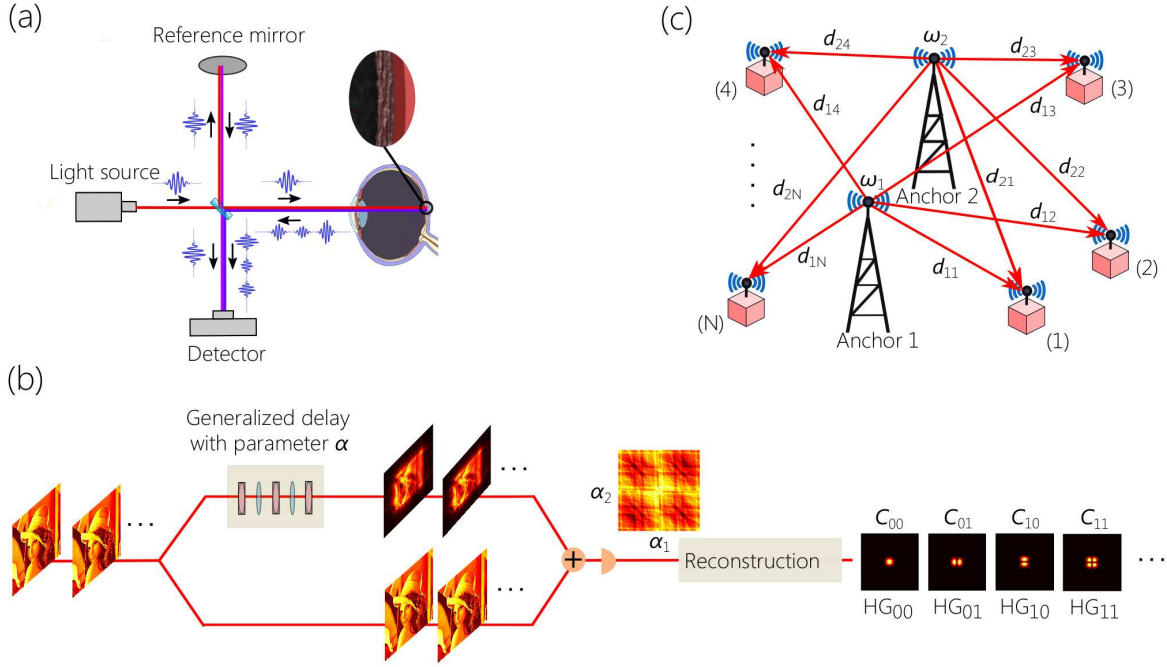 (a)
Reference mirror
Light source
Detector
(c)
d₂₄
ω₂
d₂₃
(4)
(3)
d₁₄
d₁₃
d₂₂
d₂₁
d₂N
ω₁
Anchor 2
d₁₂
d₁N
d₁₁
(2)
(N)
(1)
Anchor 1
(b)
Generalized delay
with parameter α
...
...
...
α₂
α₁
Reconstruction
C₀₀ C₀₁ C₁₀ C₁₁
...
HG₀₀ HG₀₁ HG₁₀ HG₁₁